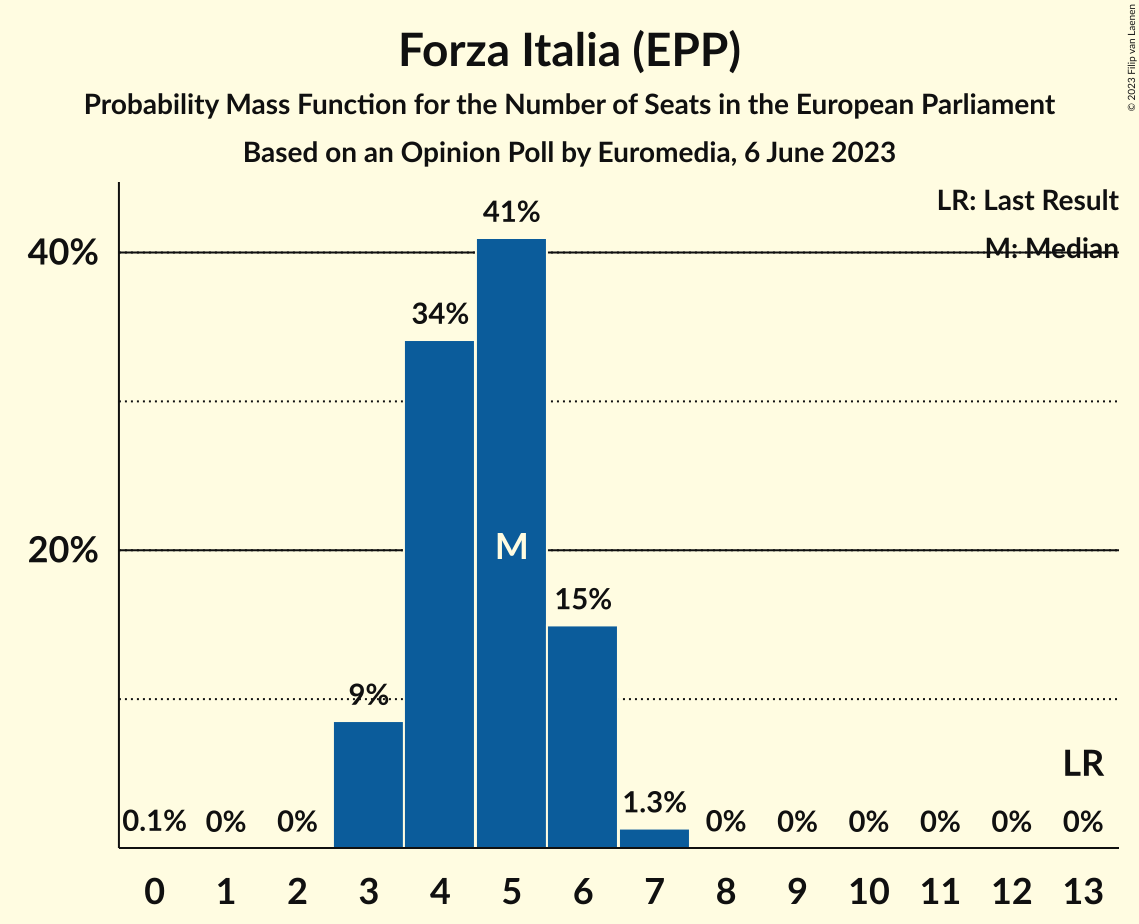 Forza Italia (EPP)
Probability Mass Function for the Number of Seats in the European Parliament
Based on an Opinion Poll by Euromedia, 6 June 2023
© 2023 Filip van Laenen
LR: Last Result
M: Median
41%
40%
34%
20%
M
15%
9%
LR
0.1% 0% 0% 1.3% 0% 0% 0% 0% 0% 0%
0 1 2 3 4 5 6 7 8 9 10 11 12 13